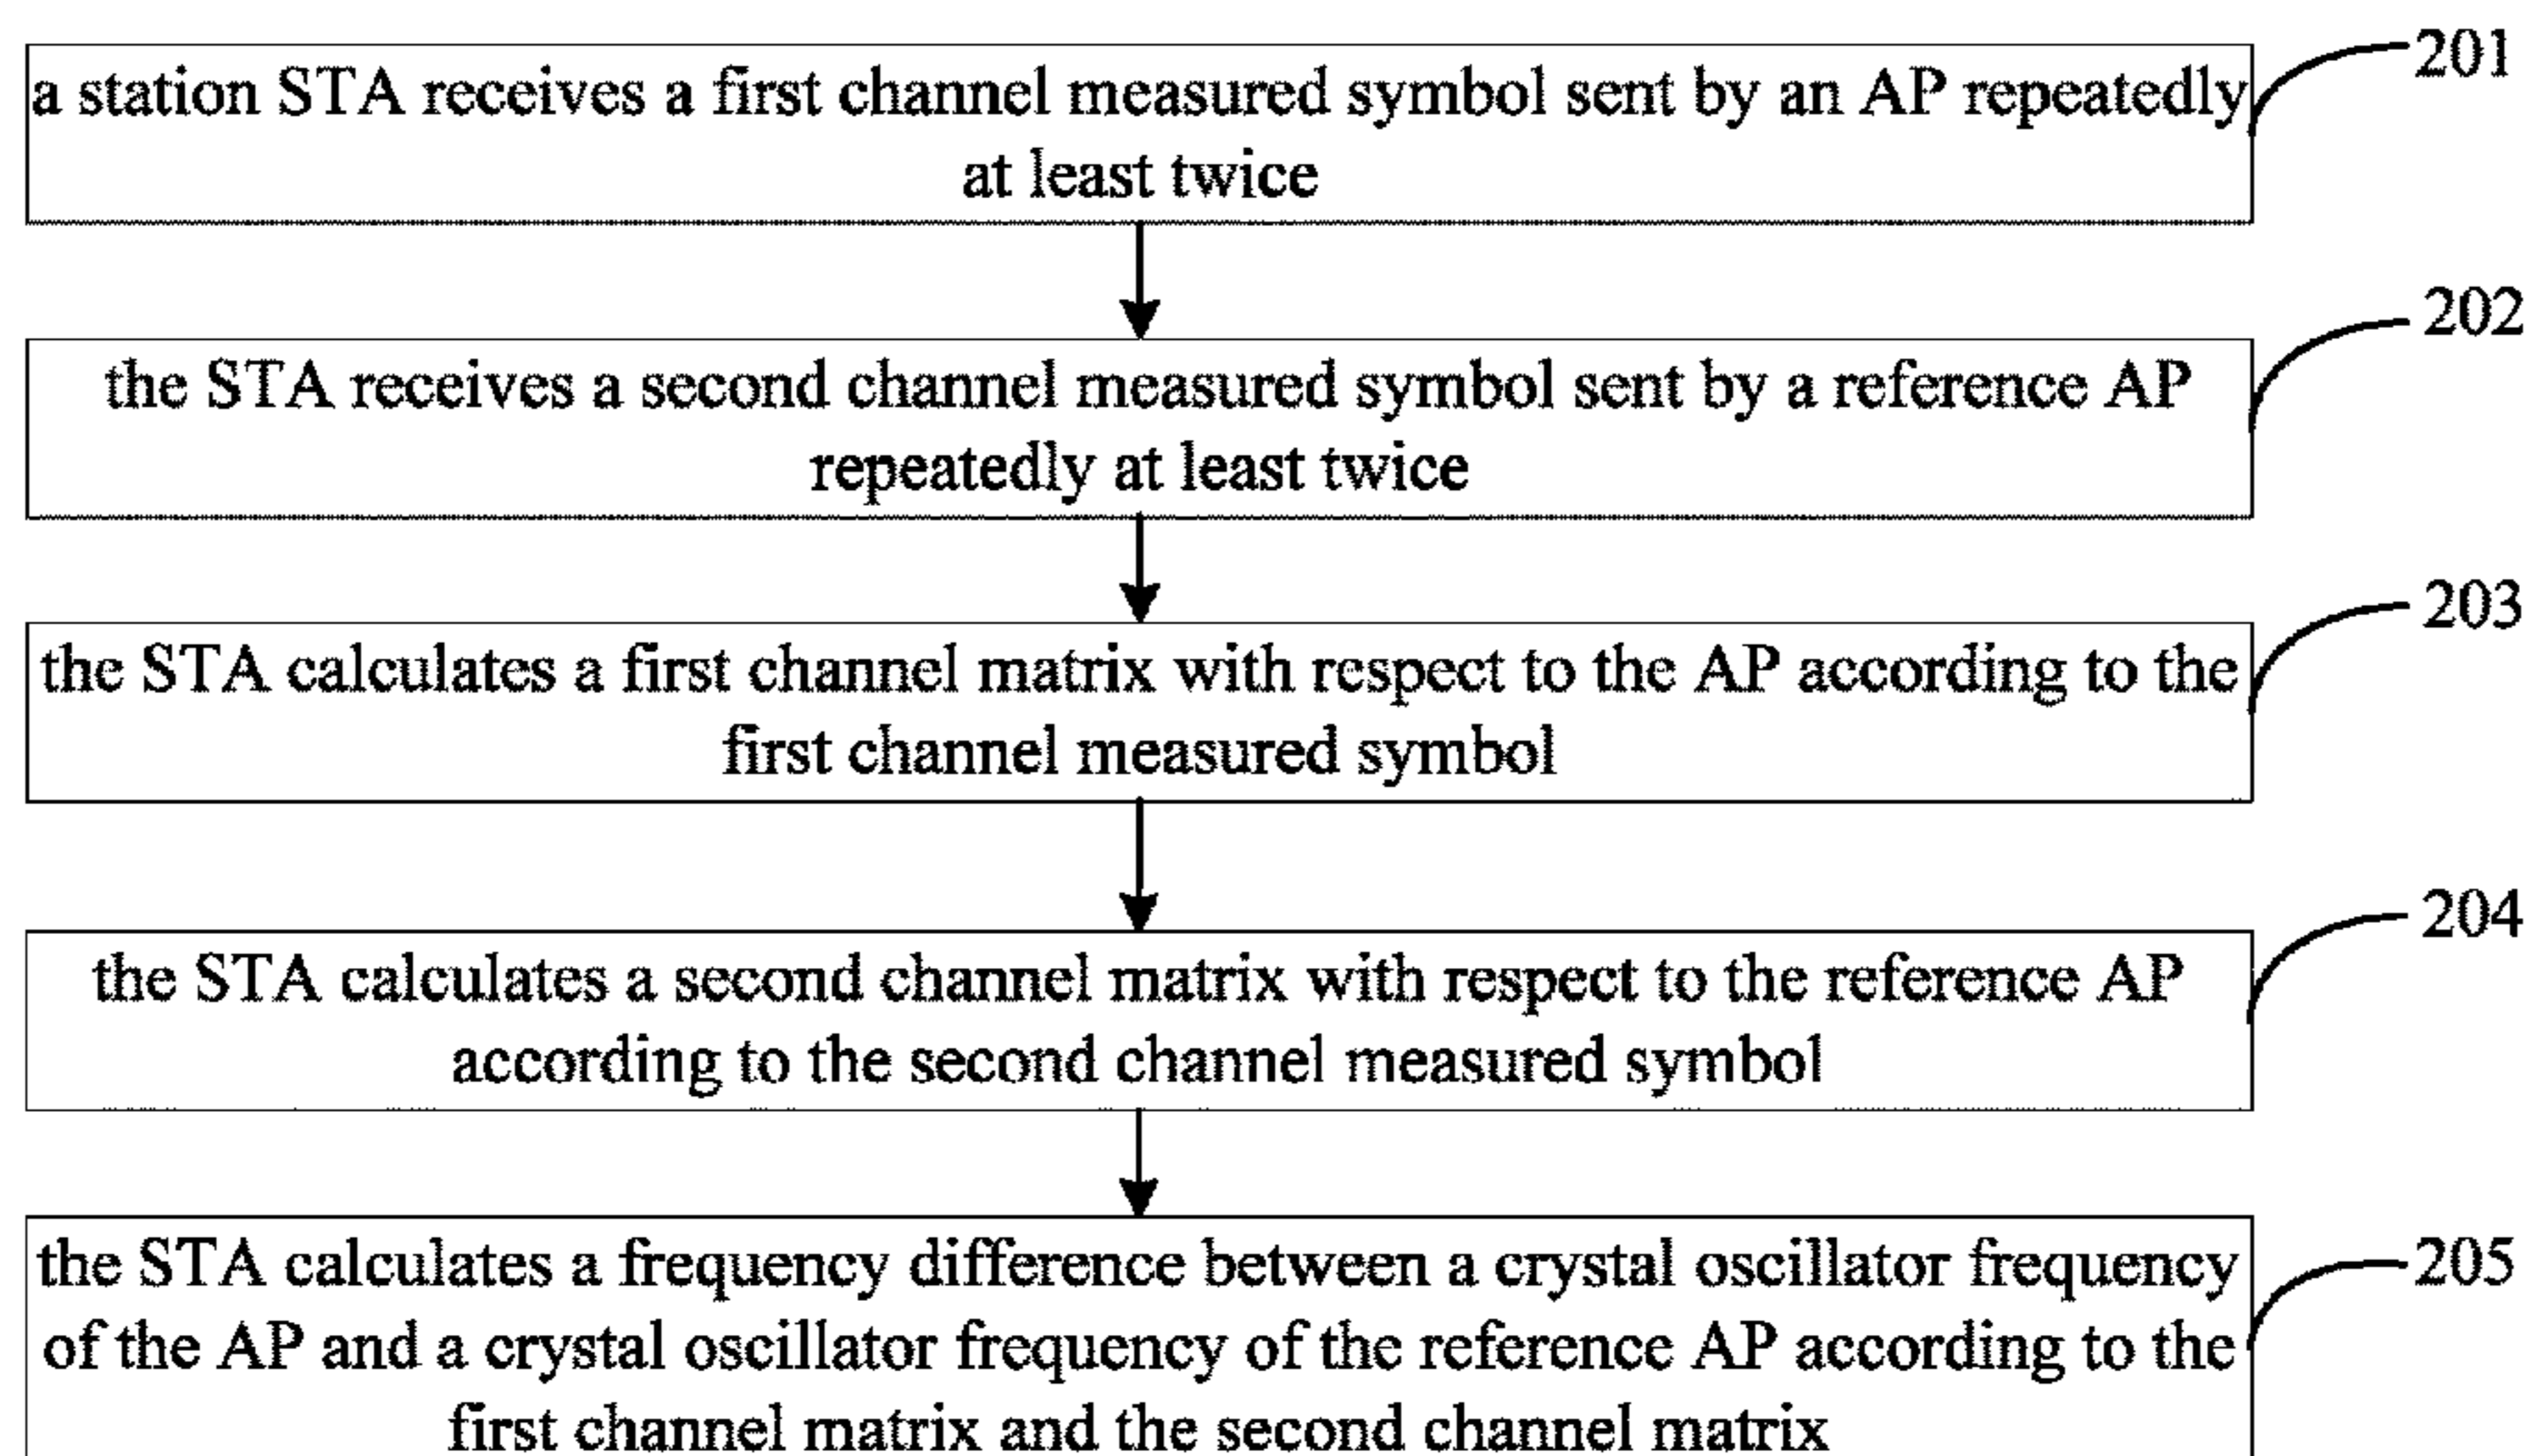 a station STA receives a first channel measured symbol sent by an AP repeatedly
at least twice
201
the STA receives a second channel measured symbol sent by a reference AP
repeatedly at least twice
202
the STA calculates a first channel matrix with respect to the AP according to the
first channel measured symbol
203
the STA calculates a second channel matrix with respect to the reference AP
according to the second channel measured symbol
204
the STA calculates a frequency difference between a crystal oscillator frequency
of the AP and a crystal oscillator frequency of the reference AP according to the
first channel matrix and the second channel matrix
205